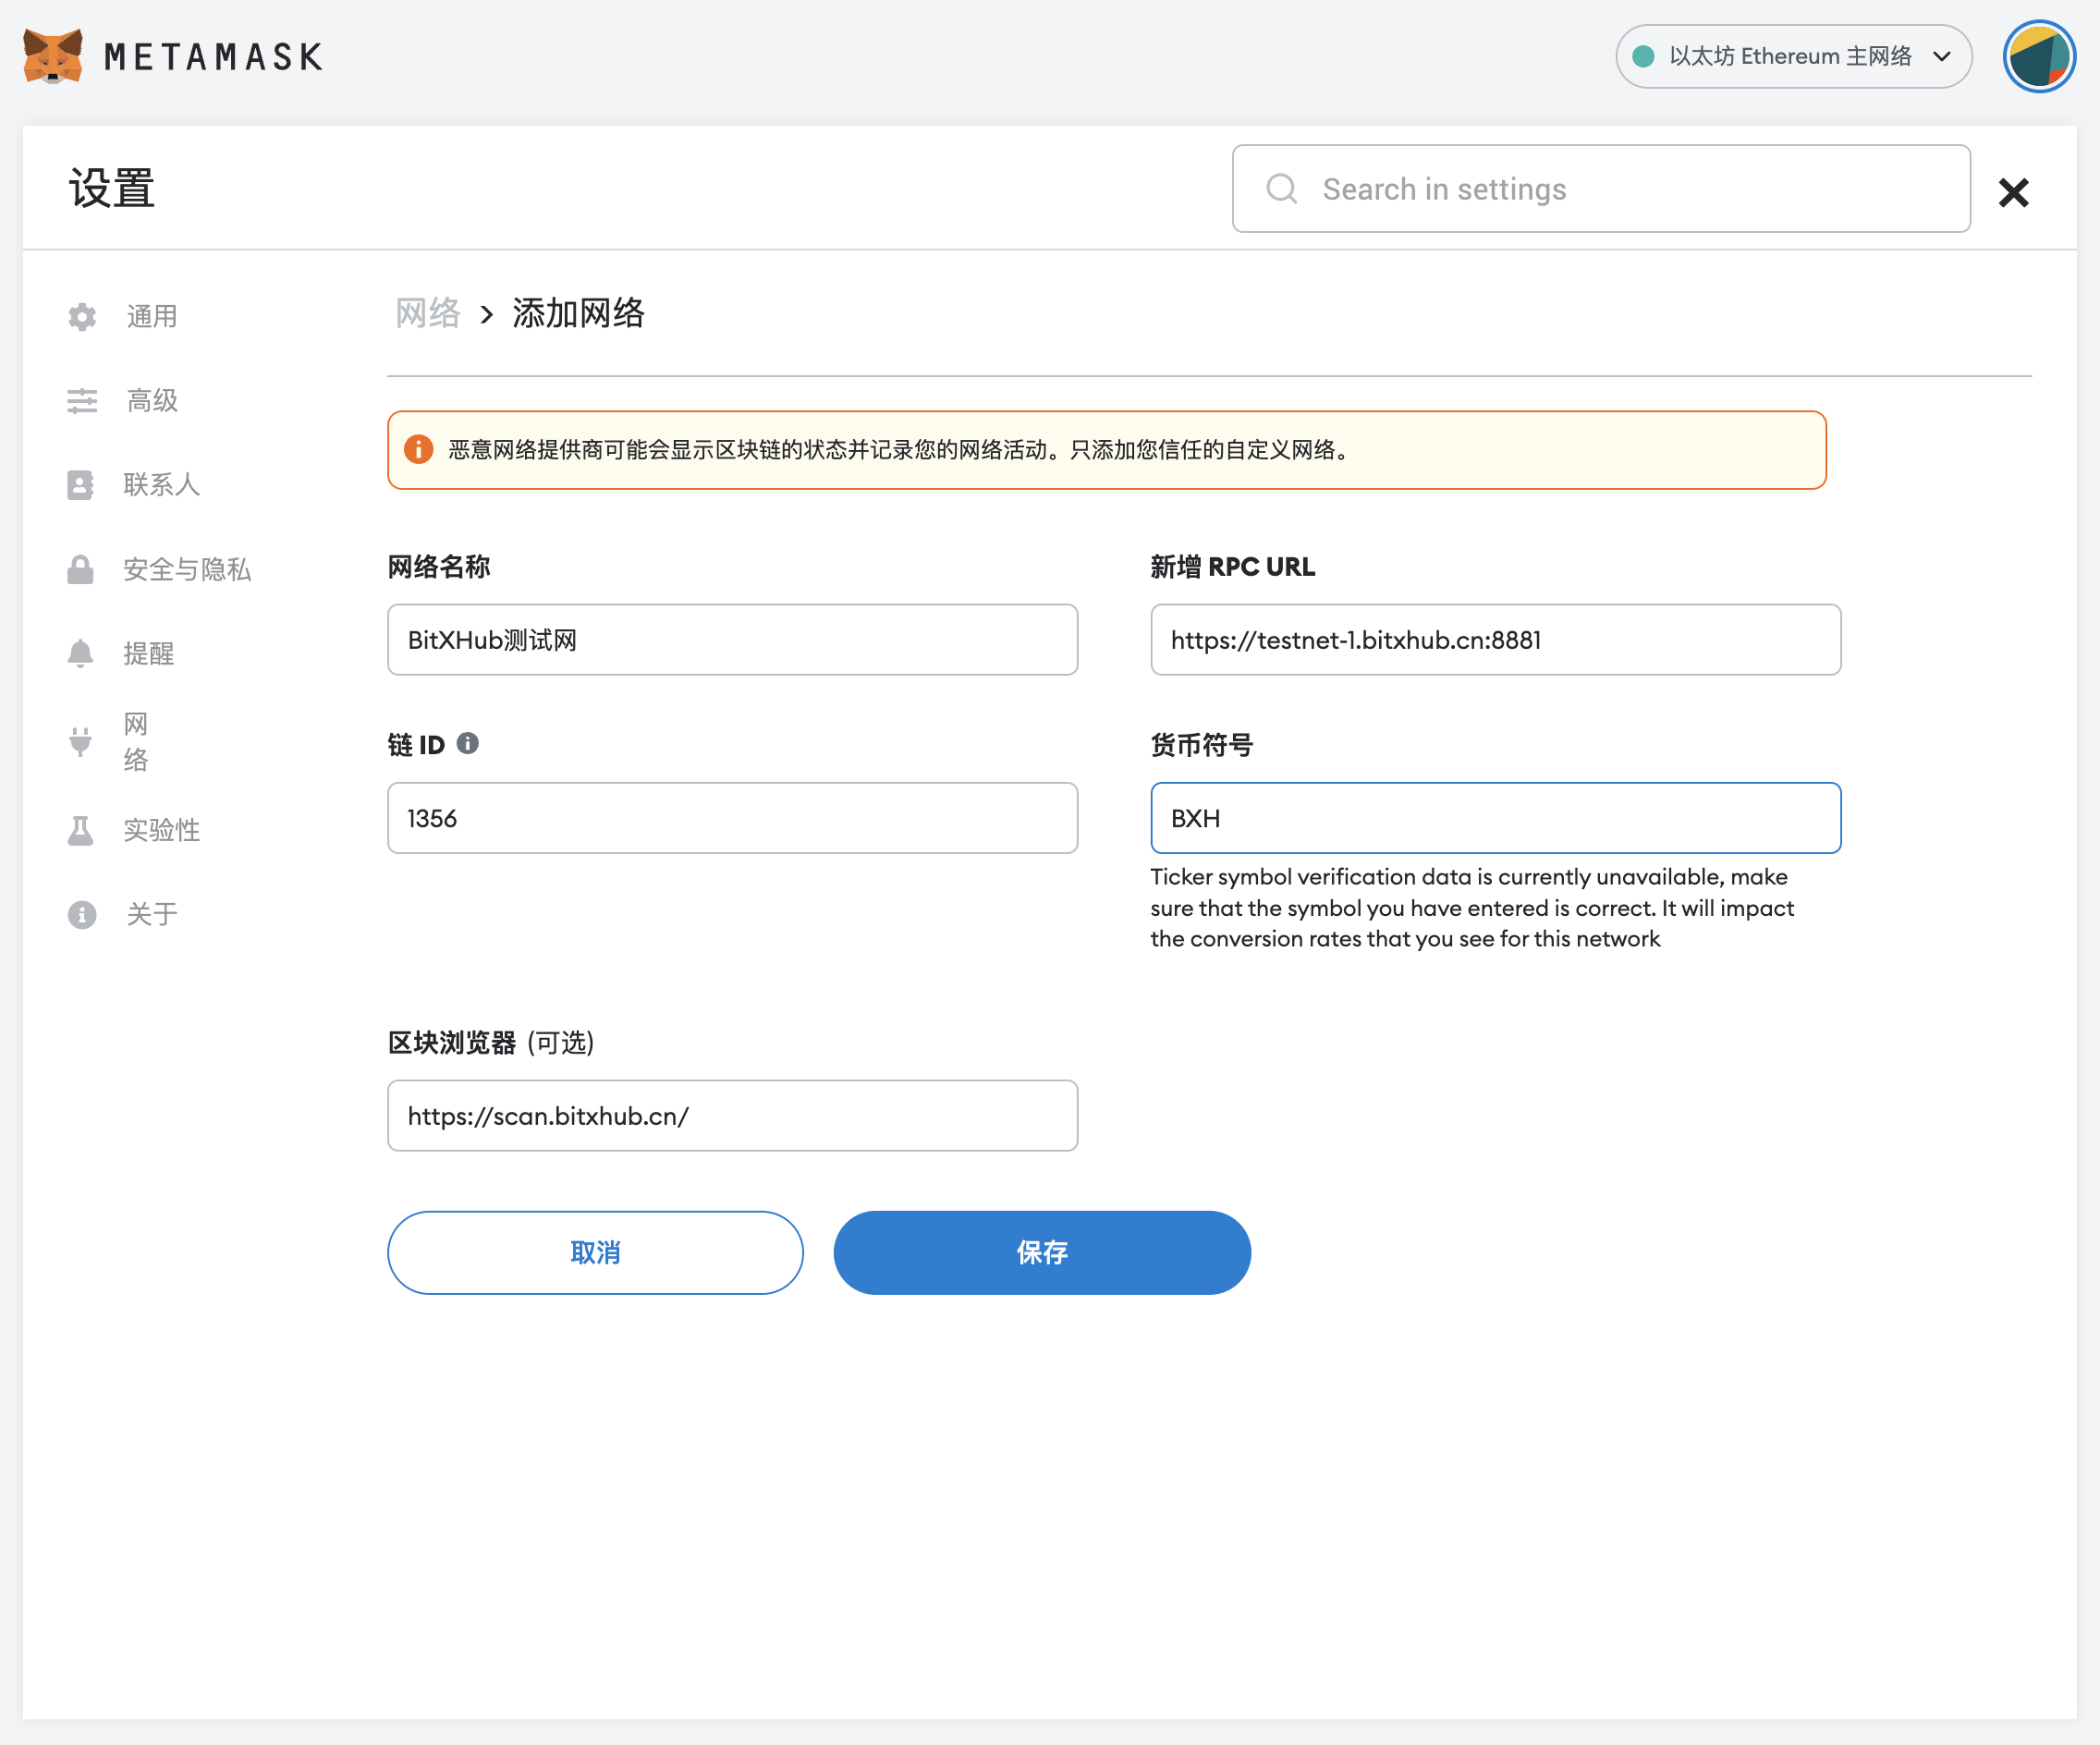 METAMASK
以太坊 Ethereum 主网络
设置
Search in settings
通用
高级
联系人
安全与隐私
提醒
网
络
实验性
关于
网络 > 添加网络
恶意网络提供商可能会显示区块链的状态并记录您的网络活动。只添加您信任的自定义网络。
网络名称
BitXHub测试网
新增 RPC URL
https://testnet-1.bitxhub.cn:8881
链 ID
1356
货币符号
BXH
Ticker symbol verification data is currently unavailable, make
sure that the symbol you have entered is correct. It will impact
the conversion rates that you see for this network
区块浏览器 (可选)
https://scan.bitxhub.cn/
取消
保存